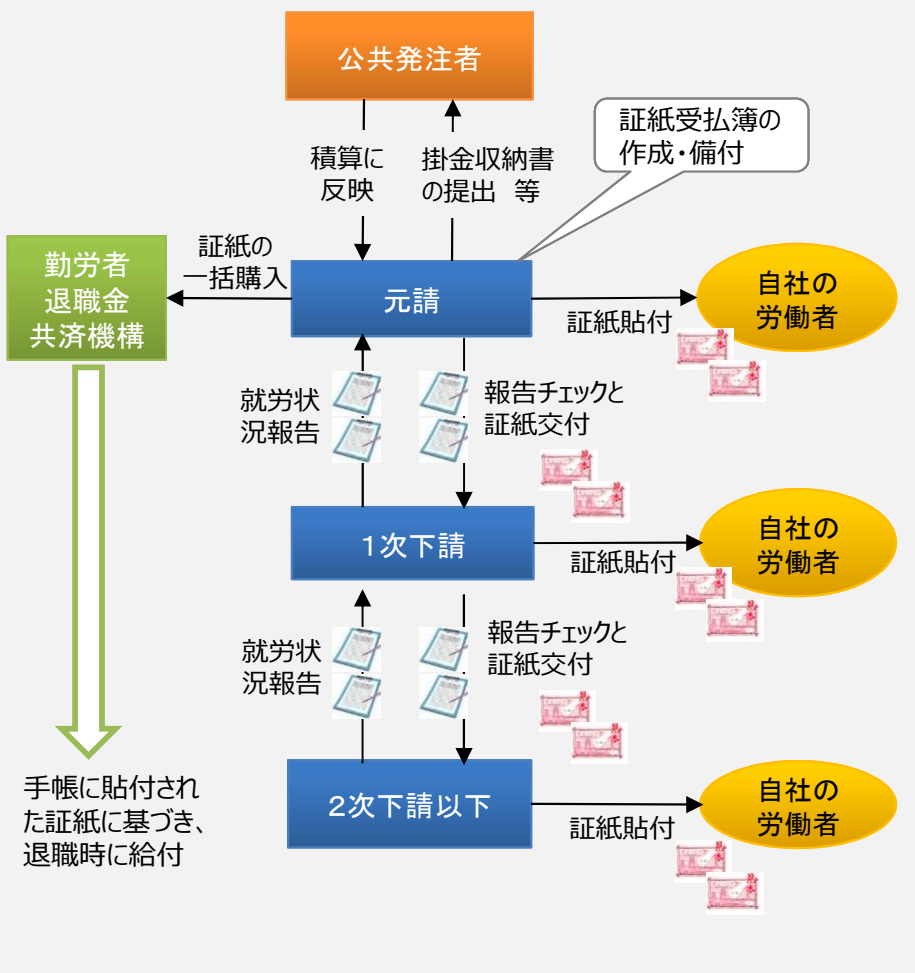 公共発注者
証紙受払簿の
作成・備付
積算に
反映
掛金収納書
の提出　等
証紙の
一括購入
勤労者
退職金
共済機構
元請
証紙貼付
自社の
労働者
就労状
況報告
報告チェックと
証紙交付
1次下請
証紙貼付
自社の
労働者
就労状
況報告
報告チェックと
証紙交付
手帳に貼付され
た証紙に基づき、
退職時に給付
2次下請以下
証紙貼付
自社の
労働者